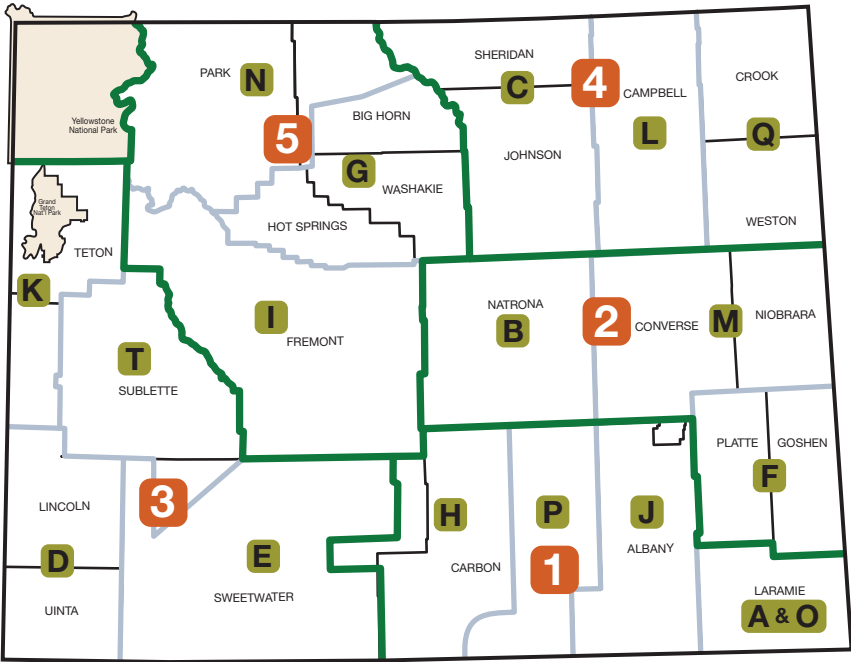 SHERIDAN
PARK
N
C
4
CAMPBELL
CROOK
BIG HORN
Yellowstone
National Park
5
L
Q
JOHNSON
G
WASHAKIE
Grand
Teton
Nat'l Park
HOT SPRINGS
WESTON
TETON
K
NATRONA
B
2
CONVERSE
M
NIOBRARA
I
FREMONT
T
SUBLETTE
PLATTE
GOSHEN
F
LINCOLN
3
H
P
J
ALBANY
D
E
CARBON
1
UINTA
SWEETWATER
LARAMIE
A & O